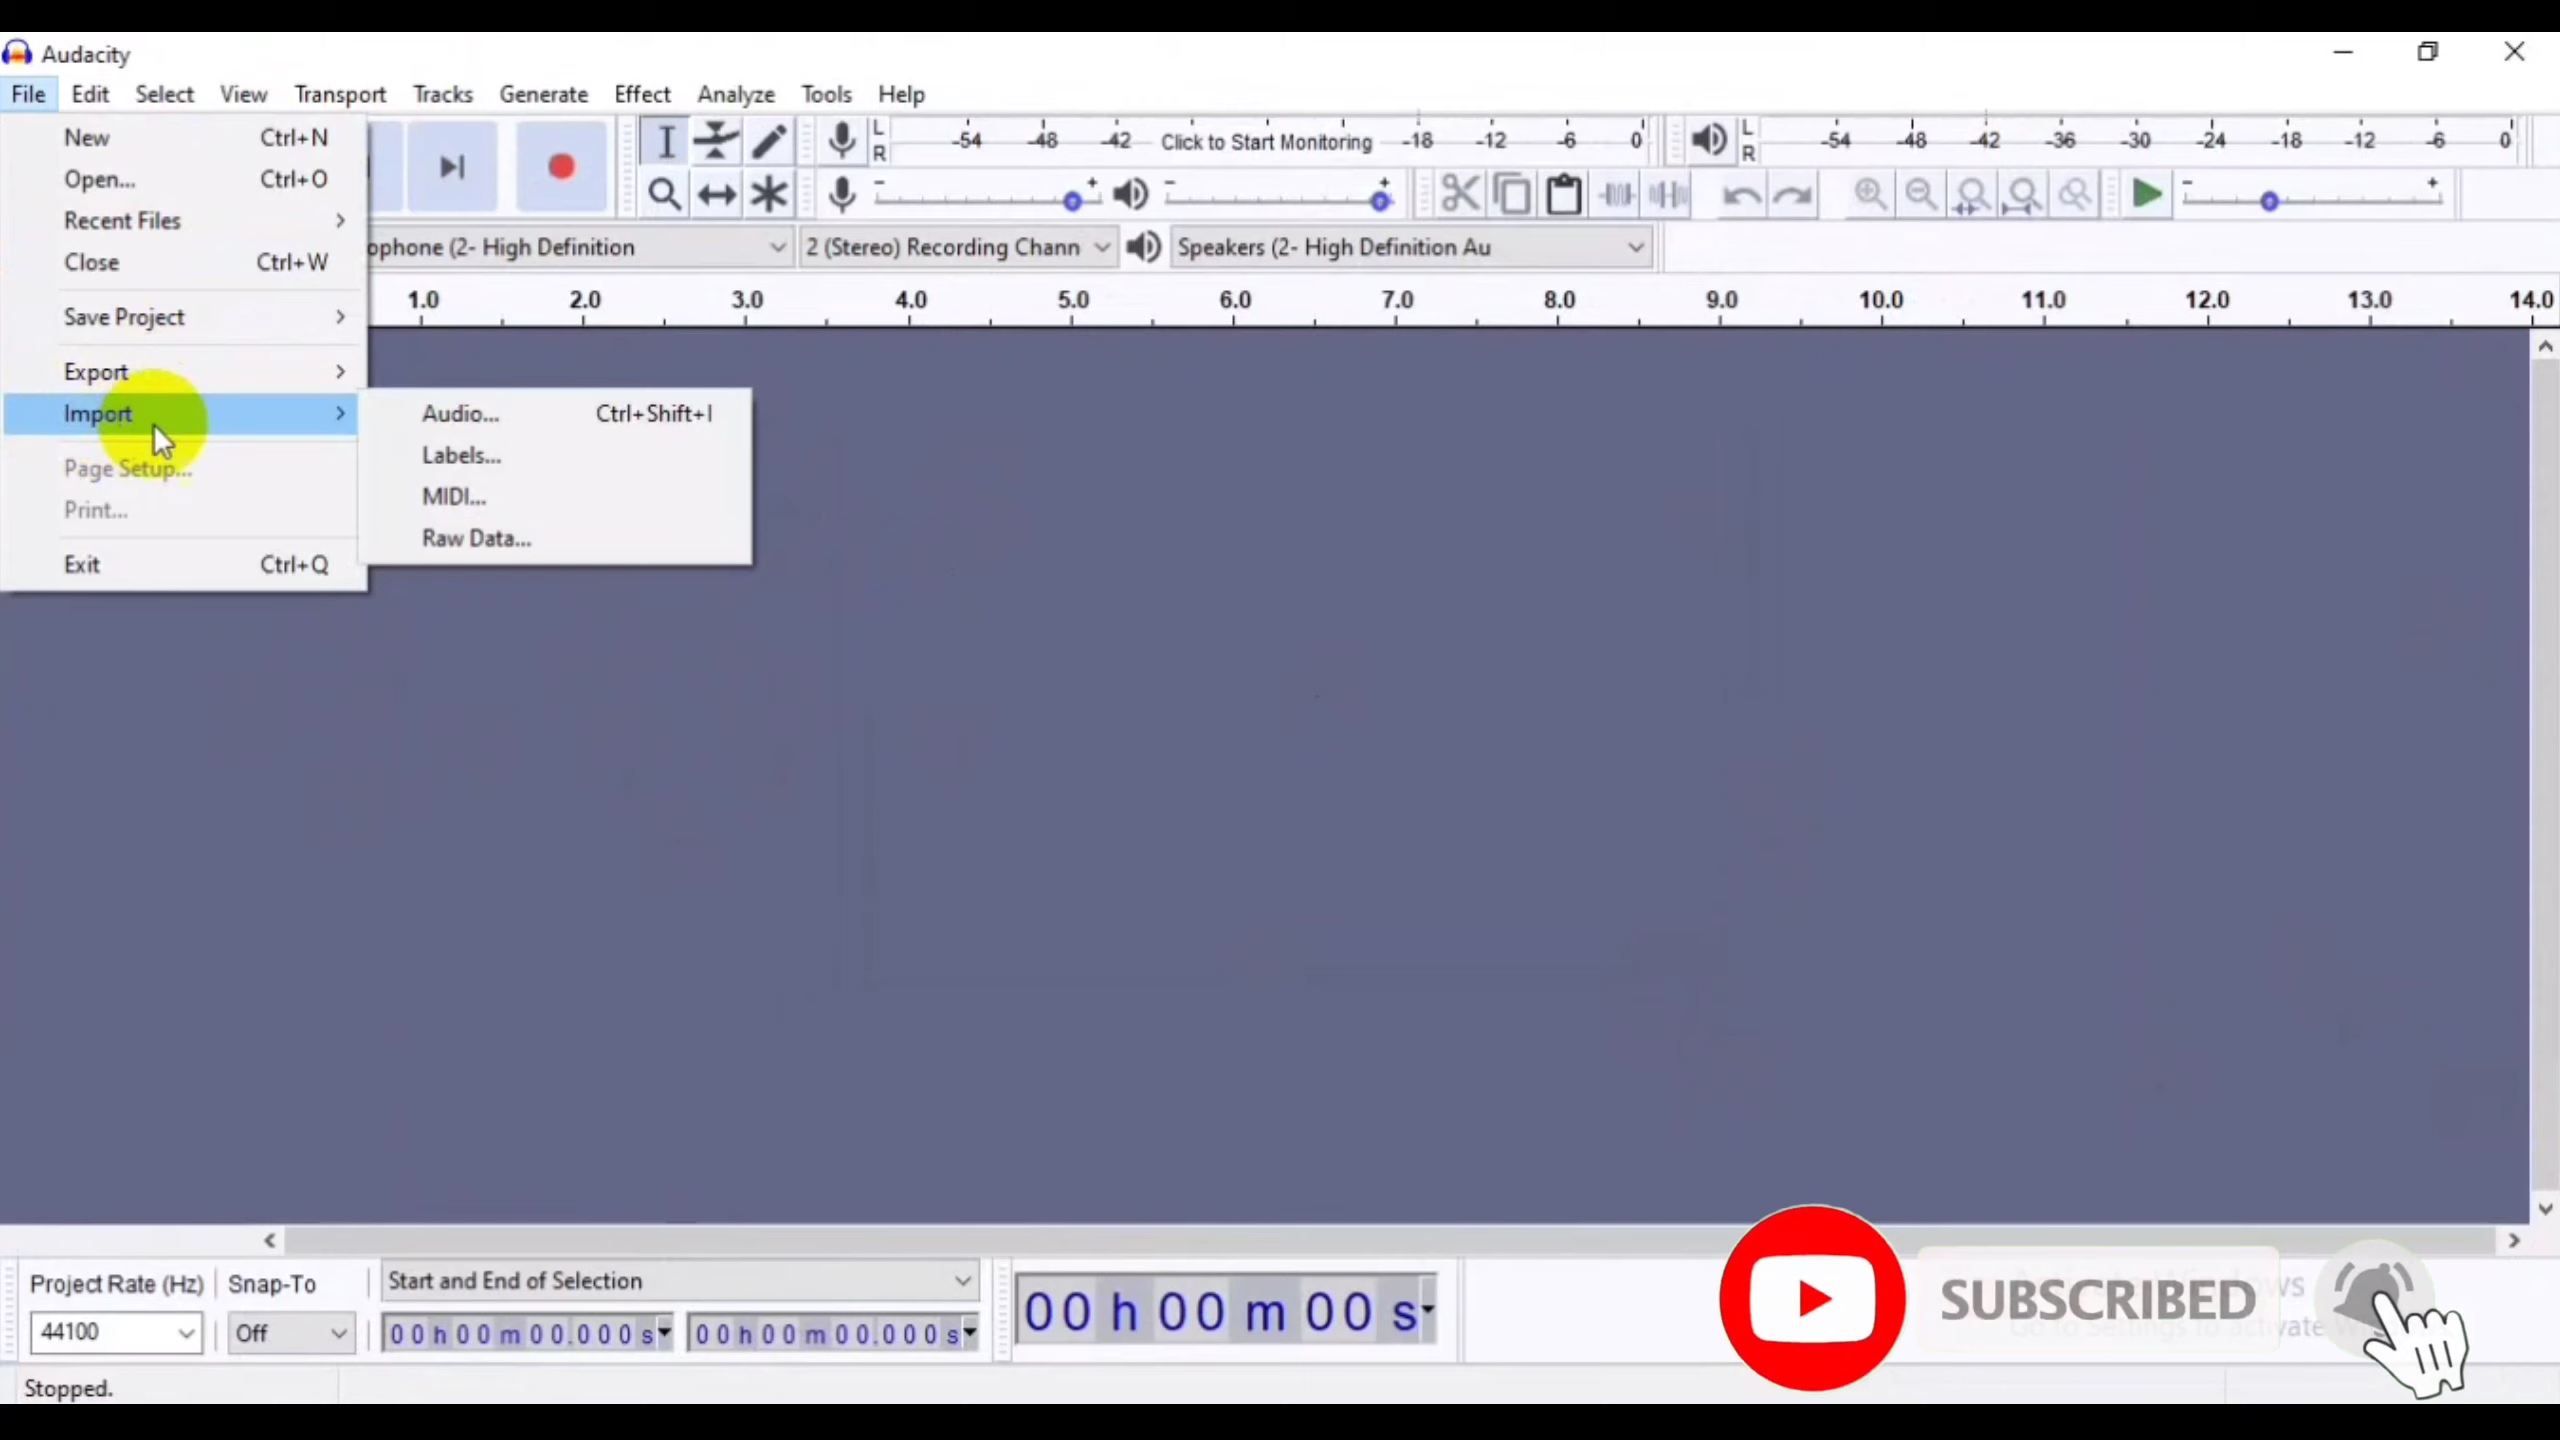 Audacity
File Edit Select View Transport Tracks Generate Effect Analyze Tools Help
New Ctrl+N
Open... Ctrl+O
Recent Files
Close Ctrl+W
Save Project
Export
Import
Page Setup...
Print...
Exit Ctrl+Q
Audio... Ctrl+Shift+I
Labels...
MIDI...
Raw Data...
L
R
-54 -48 -42 Click to Start Monitoring -18 -12 -6 0
L
R
-54 -48 -42 -36 -30 -24 -18 -12 -6 0
ophone (2- High Definition
2 (Stereo) Recording Chann
Speakers (2- High Definition Au
1.0 2.0 3.0 4.0 5.0 6.0 7.0 8.0 9.0 10.0 11.0 12.0 13.0 14.0
Project Rate (Hz) Snap-To
Start and End of Selection
44100
Off
00 h 00 m 00.000 s
00 h 00 m 00.000 s
00 h 00 m 00 s
SUBSCRIBED
Stopped.